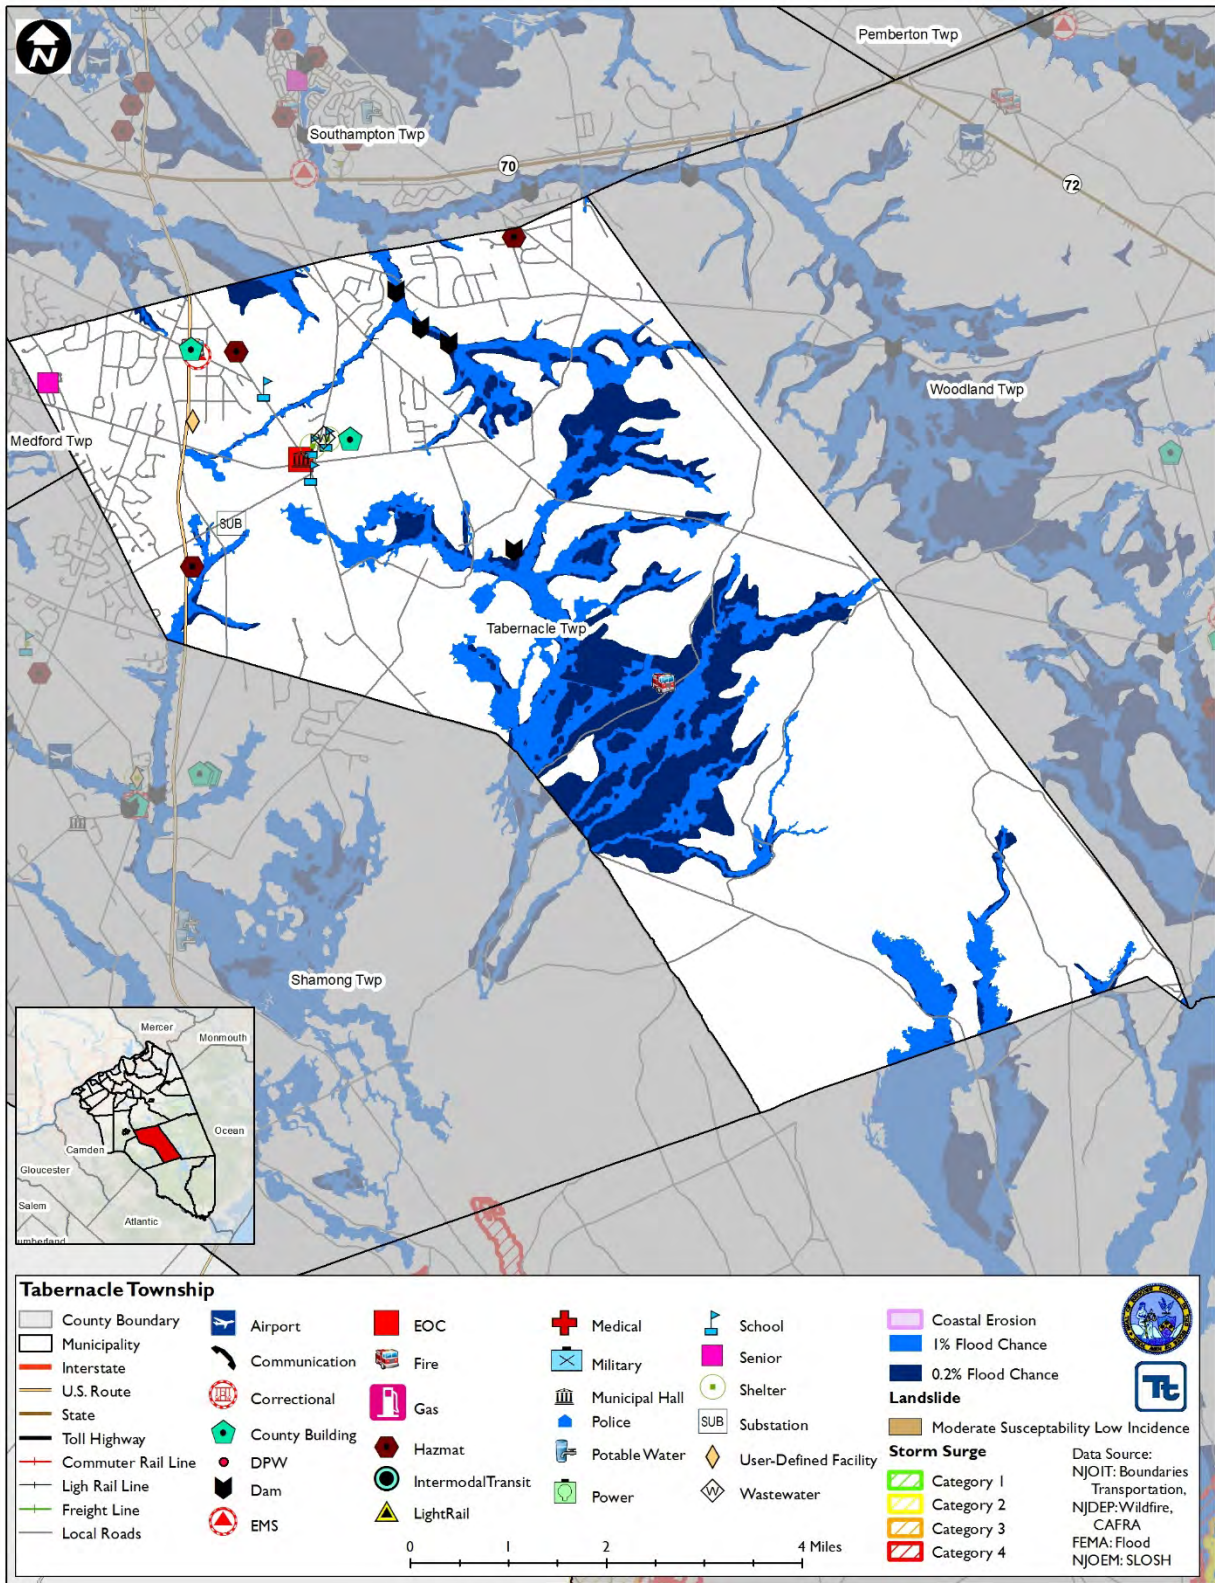 N
Pemberton Twp
Southampton Twp
70
72
Woodland Twp
Medford Twp
SUB
Tabernacle Twp
Shamong Twp
Mercer
Monmouth
Ocean
Camden
Gloucester
Salem
Atlantic
umberland
Tabernacle Township
County Boundary
Municipality
Interstate
U.S. Route
State
Toll Highway
Commuter Rail Line
Ligh Rail Line
Freight Line
Local Roads
Airport
Communication
Correctional
County Building
DPW
Dam
EMS
EOC
Fire
Gas
Hazmat
IntermodalTransit
LightRail
Medical
Military
Municipal Hall
Police
Potable Water
Power
School
Senior
Shelter
SUB
Substation
User-Defined Facility
W
Wastewater
Coastal Erosion
1% Flood Chance
0.2% Flood Chance
Landslide
Moderate Susceptability Low Incidence
Storm Surge
Category 1
Category 2
Category 3
Category 4
Tt
Data Source:
NJOIT: Boundaries
Transportation,
NJDEP: Wildfire,
CAFRA
FEMA: Flood
NJOEM: SLOSH
0 1 2 4 Miles